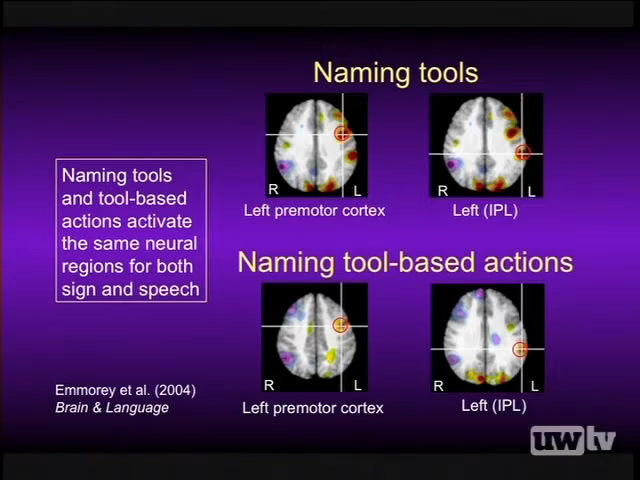 Naming tools
R
L
R
L
Left premotor cortex
Left (IPL)
Naming tools
and tool-based
actions activate
the same neural
regions for both
sign and speech
Naming tool-based actions
R
L
R
L
Left premotor cortex
Left (IPL)
Emmorey et al. (2004)
Brain & Language
uwtv